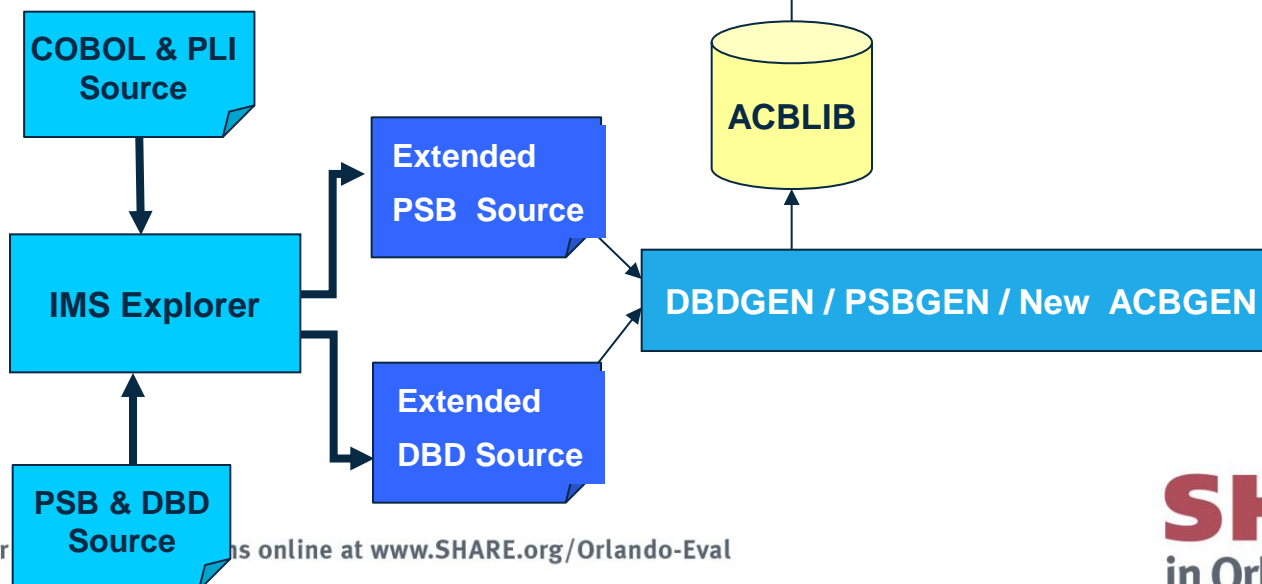 COBOL & PLI
Source
ACBLIB
Extended
PSB Source
IMS Explorer
DBDGEN / PSBGEN / New ACBGEN
Extended
DBD Source
PSB & DBD
Source
online at www.SHARE.org/Orlando-Eval
in